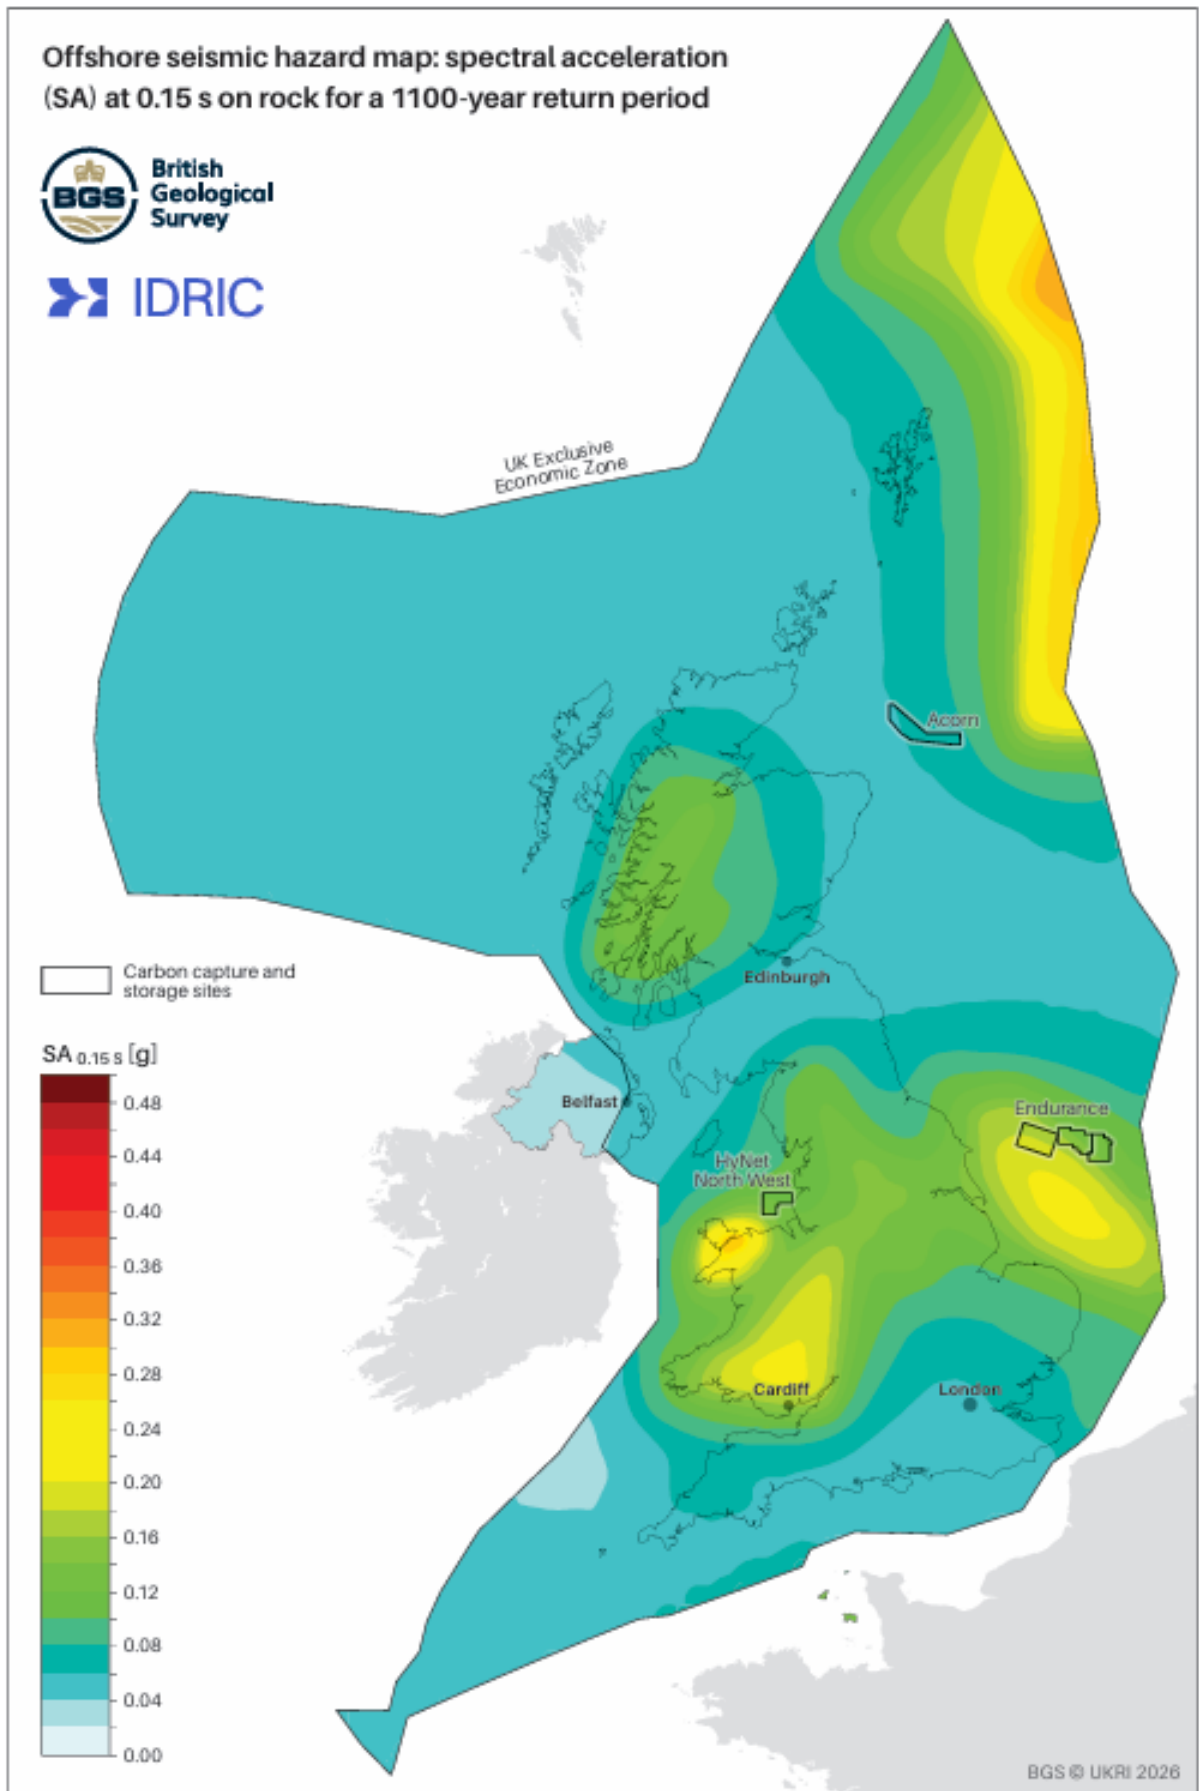 Offshore seismic hazard map: spectral acceleration
(SA) at 0.15 s on rock for a 1100-year return period
BGS
British
Geological
Survey
IDRIC
UK Exclusive
Economic Zone
Acorn
Edinburgh
Carbon capture and
storage sites
SA 0.15 s [g]
Belfast
Endurance
HyNet
North West
0.48
0.44
0.40
0.36
0.32
0.28
0.24
0.20
0.16
0.12
0.08
0.04
0.00
Cardiff
London
BGS © UKRI 2026